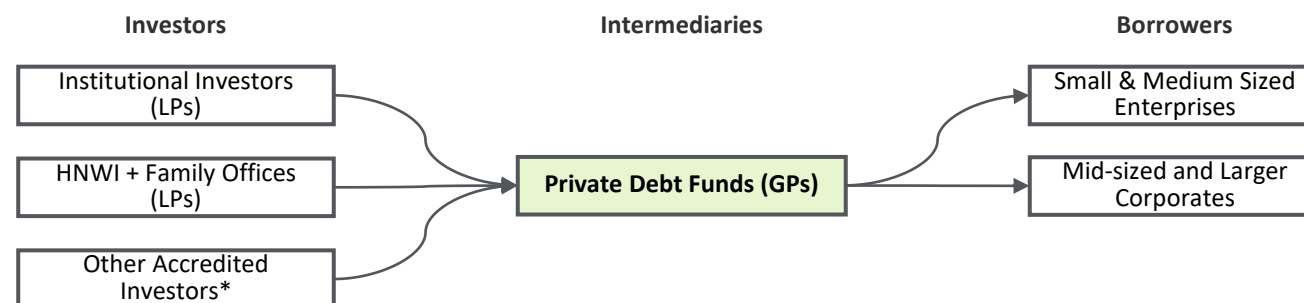 Investors
Intermediaries
Borrowers
Institutional Investors
(LPs)
HNWI + Family Offices
(LPs)
Other Accredited
Investors*
Private Debt Funds (GPs)
Small & Medium Sized
Enterprises
Mid-sized and Larger
Corporates